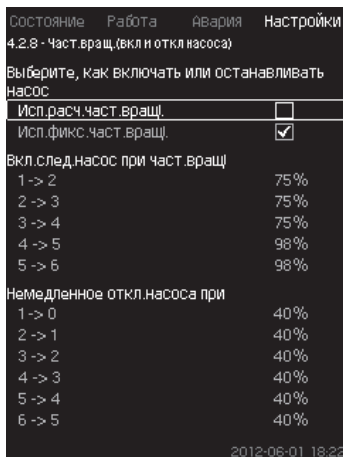 Состояние Работа Авария Настройки
4.2.8 - Част.вращ.(вкл и откл насоса)
Выберите, как включать или останавливать
насос
Исп.расч.част.вращ.
Исп.фикс.част.вращ.
Вкл.след.насос при част.вращ
1 -> 2 75%
2 -> 3 75%
3 -> 4 75%
4 -> 5 98%
5 -> 6 98%
Немедленное откл.насоса при
1 -> 0 40%
2 -> 1 40%
3 -> 2 40%
4 -> 3 40%
5 -> 4 40%
6 -> 5 40%
2012-06-01 18:22